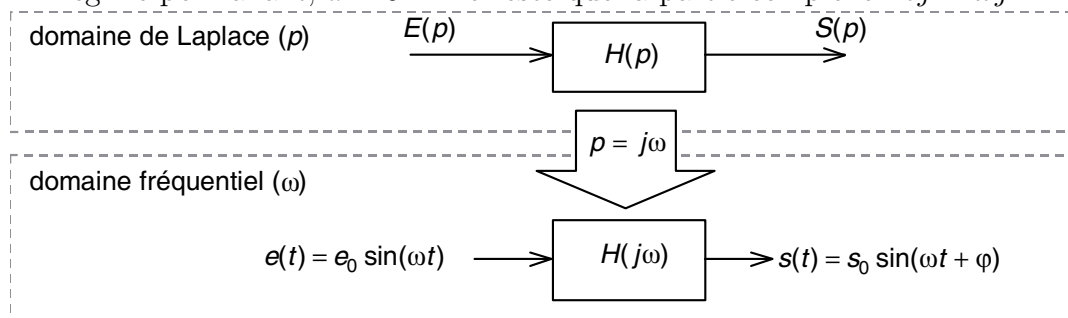 domaine de Laplace (p)
E(p)
H(p)
S(p)
p = jω
domaine fréquentiel (ω)
e(t) = e₀ sin(ωt)
H(jω)
s(t) = s₀ sin(ωt + φ)